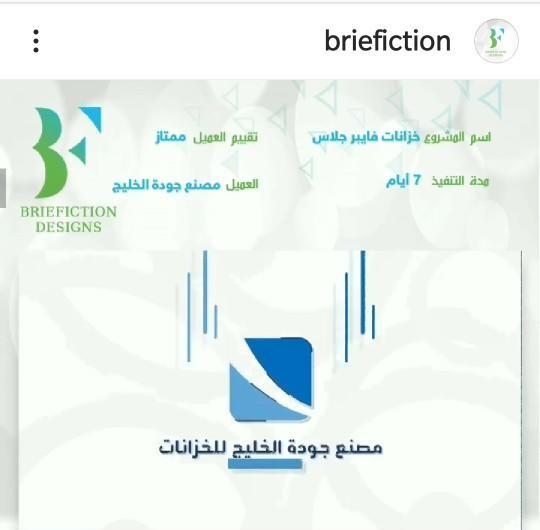 briefiction
اسم المشروع خزانات فايبر جلاس
تقييم العميل ممتاز
مدة التنفيذ 7 أيام
العميل مصنع جودة الخليج
BRIEFICTION
DESIGNS
مصنع جودة الخليج للخزانات